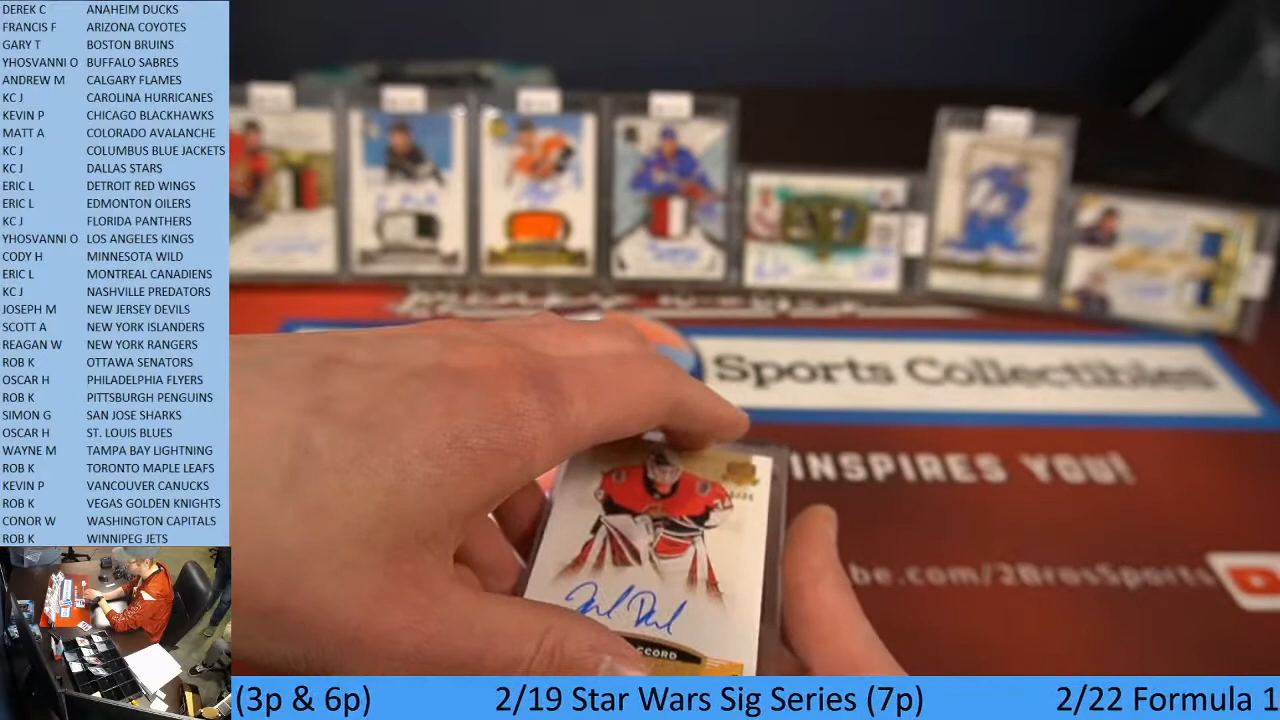 DEREK C ANAHEIM DUCKS
FRANCIS F ARIZONA COYOTES
GARY T BOSTON BRUINS
YHOSVANNI O BUFFALO SABRES
ANDREW M CALGARY FLAMES
KC J CAROLINA HURRICANES
KEVIN P CHICAGO BLACKHAWKS
MATT A COLORADO AVALANCHE
KC J COLUMBUS BLUE JACKETS
KC J DALLAS STARS
ERIC L DETROIT RED WINGS
ERIC L EDMONTON OILERS
KC J FLORIDA PANTHERS
YHOSVANNI O LOS ANGELES KINGS
CODY H MINNESOTA WILD
ERIC L MONTREAL CANADIENS
KC J NASHVILLE PREDATORS
JOSEPH M NEW JERSEY DEVILS
SCOTT A NEW YORK ISLANDERS
REAGAN W NEW YORK RANGERS
ROB K OTTAWA SENATORS
OSCAR H PHILADELPHIA FLYERS
ROB K PITTSBURGH PENGUINS
SIMON G SAN JOSE SHARKS
OSCAR H ST. LOUIS BLUES
WAYNE M TAMPA BAY LIGHTNING
ROB K TORONTO MAPLE LEAFS
KEVIN P VANCOUVER CANUCKS
ROB K VEGAS GOLDEN KNIGHTS
CONOR W WASHINGTON CAPITALS
ROB K WINNIPEG JETS
Sports Collectibles
INSPIRES YOU!
be.com/2BrosSports
CCORD
(3p & 6p) 2/19 Star Wars Sig Series (7p) 2/22 Formula 1